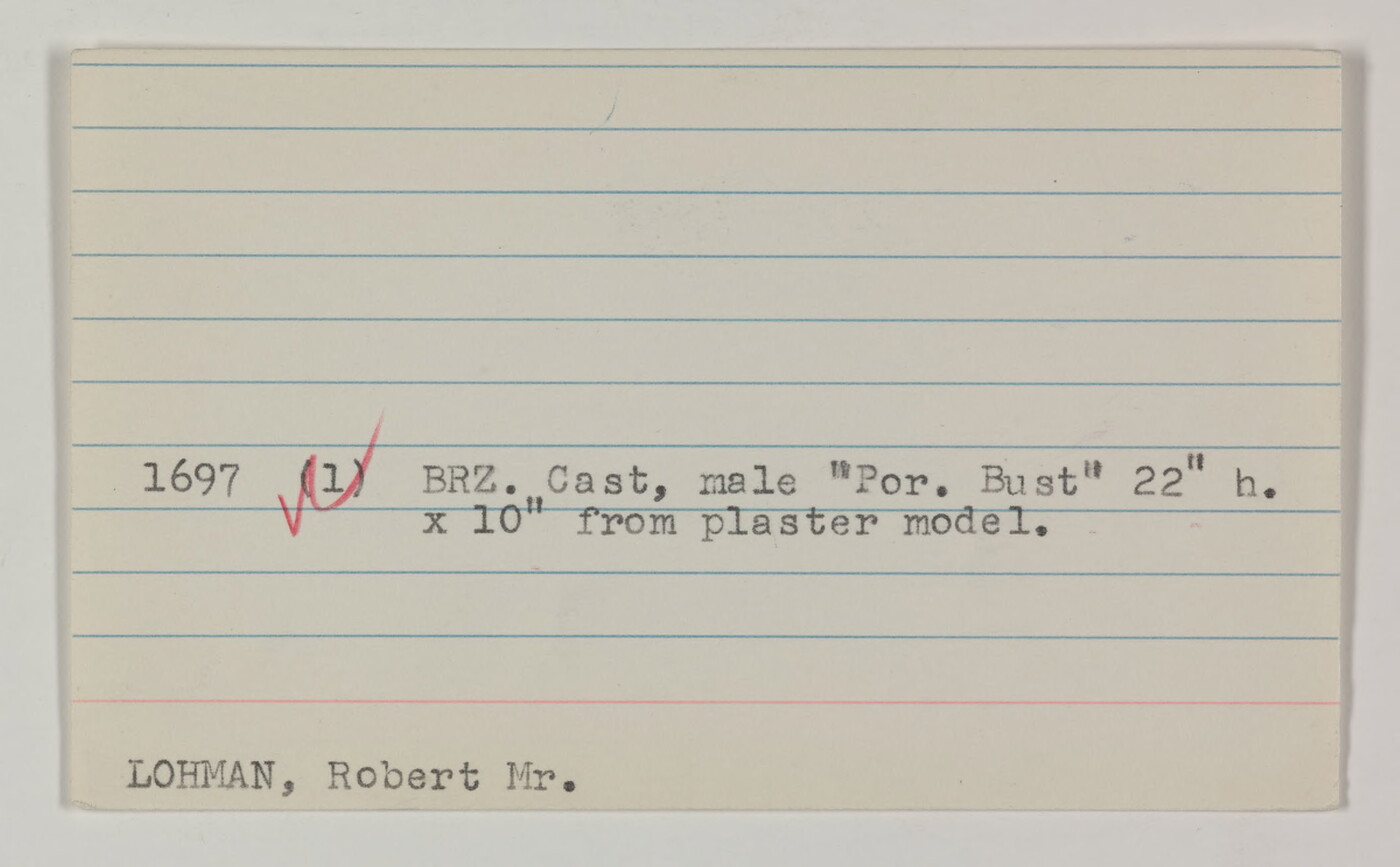 1697 (1) BRZ. Cast, male "Por. Bust" 22" h.
x 10" from plaster model.
LOHMAN, Robert Mr.